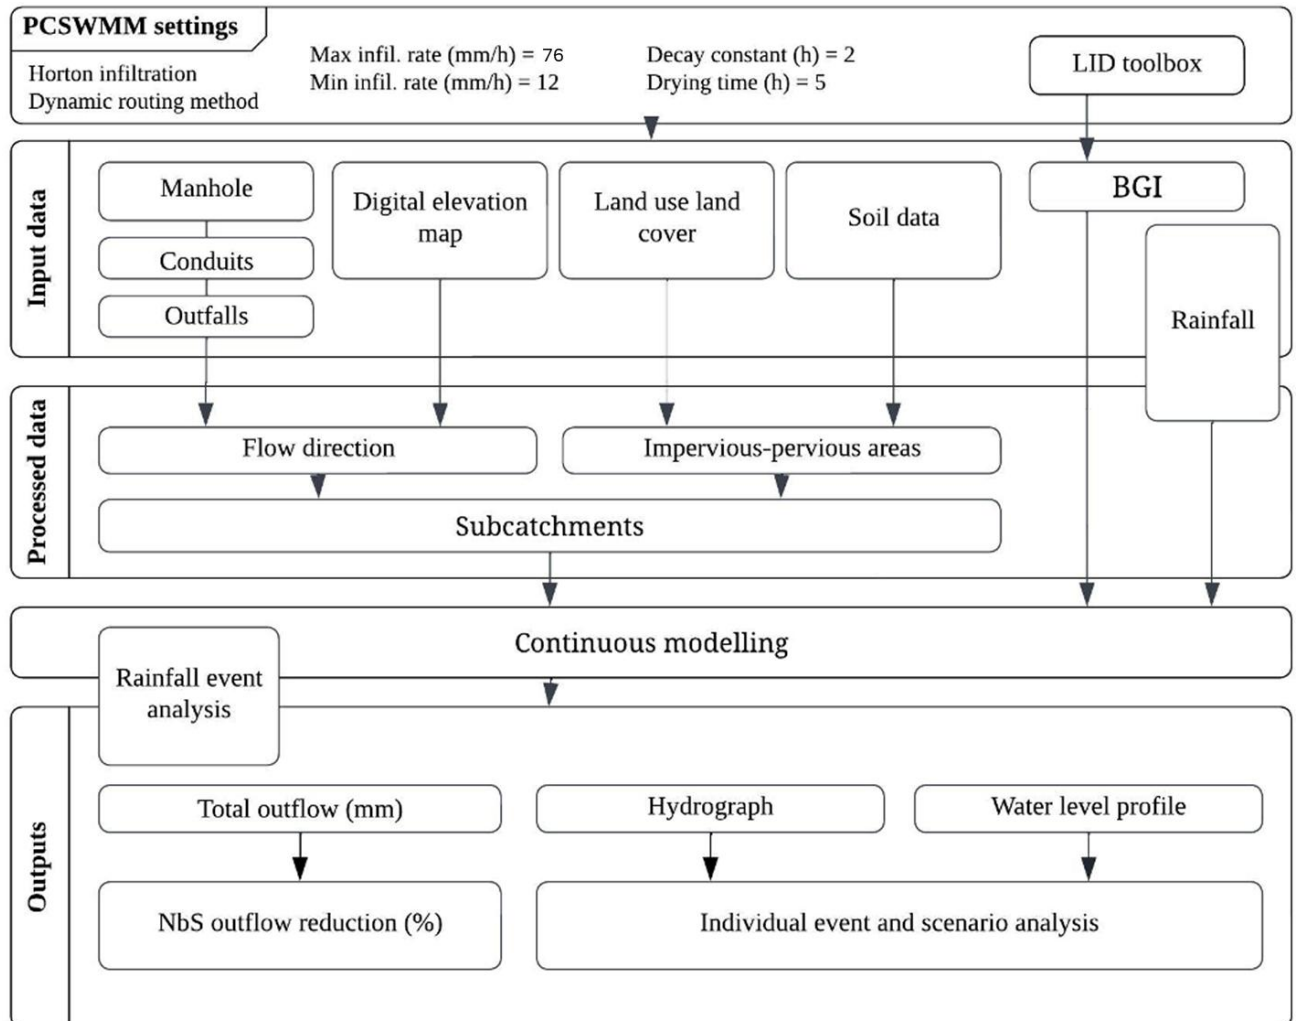 PCSWMM settings
Horton infiltration
Dynamic routing method
Max infil. rate (mm/h) = 76
Min infil. rate (mm/h) = 12
Decay constant (h) = 2
Drying time (h) = 5
LID toolbox
Input data
Manhole
Conduits
Outfalls
Digital elevation
map
Land use land
cover
Soil data
BGI
Rainfall
Processed data
Flow direction
Impervious-pervious areas
Subcatchments
Continuous modelling
Rainfall event
analysis
Outputs
Total outflow (mm)
Hydrograph
Water level profile
NbS outflow reduction (%)
Individual event and scenario analysis